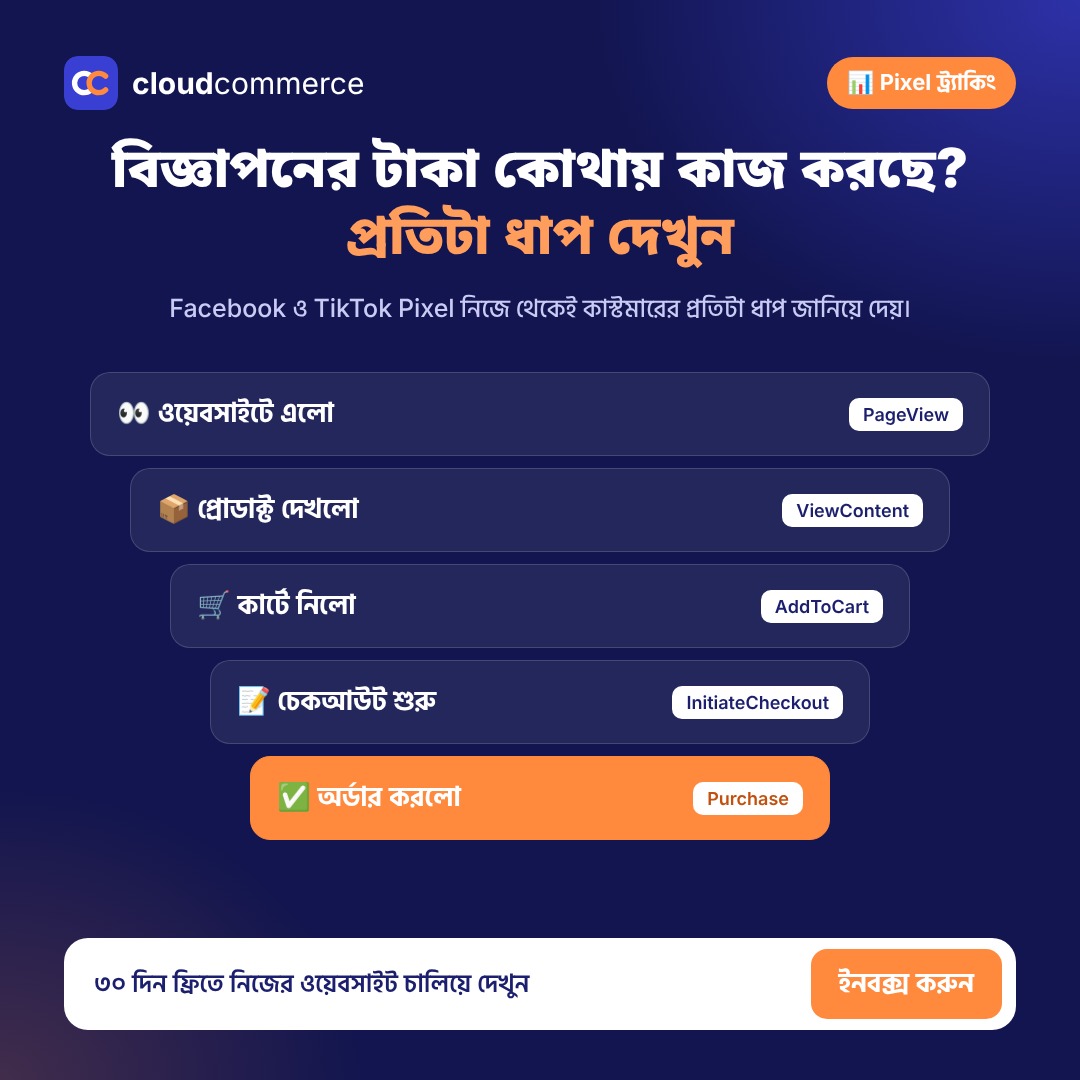 cloudcommerce
📊 Pixel ট্র্যাকিং
বিজ্ঞাপনের টাকা কোথায় কাজ করছে?
প্রতিটা ধাপ দেখুন
Facebook ও TikTok Pixel নিজে থেকেই কাস্টমারের প্রতিটা ধাপ জানিয়ে দেয়।
👀 ওয়েবসাইটে এলো
PageView
📦 প্রোডাক্ট দেখলো
ViewContent
🛒 কার্টে নিলো
AddToCart
📝 চেকআউট শুরু
InitiateCheckout
✅ অর্ডার করলো
Purchase
৩০ দিন ফ্রিতে নিজের ওয়েবসাইট চালিয়ে দেখুন
ইনবক্স করুন